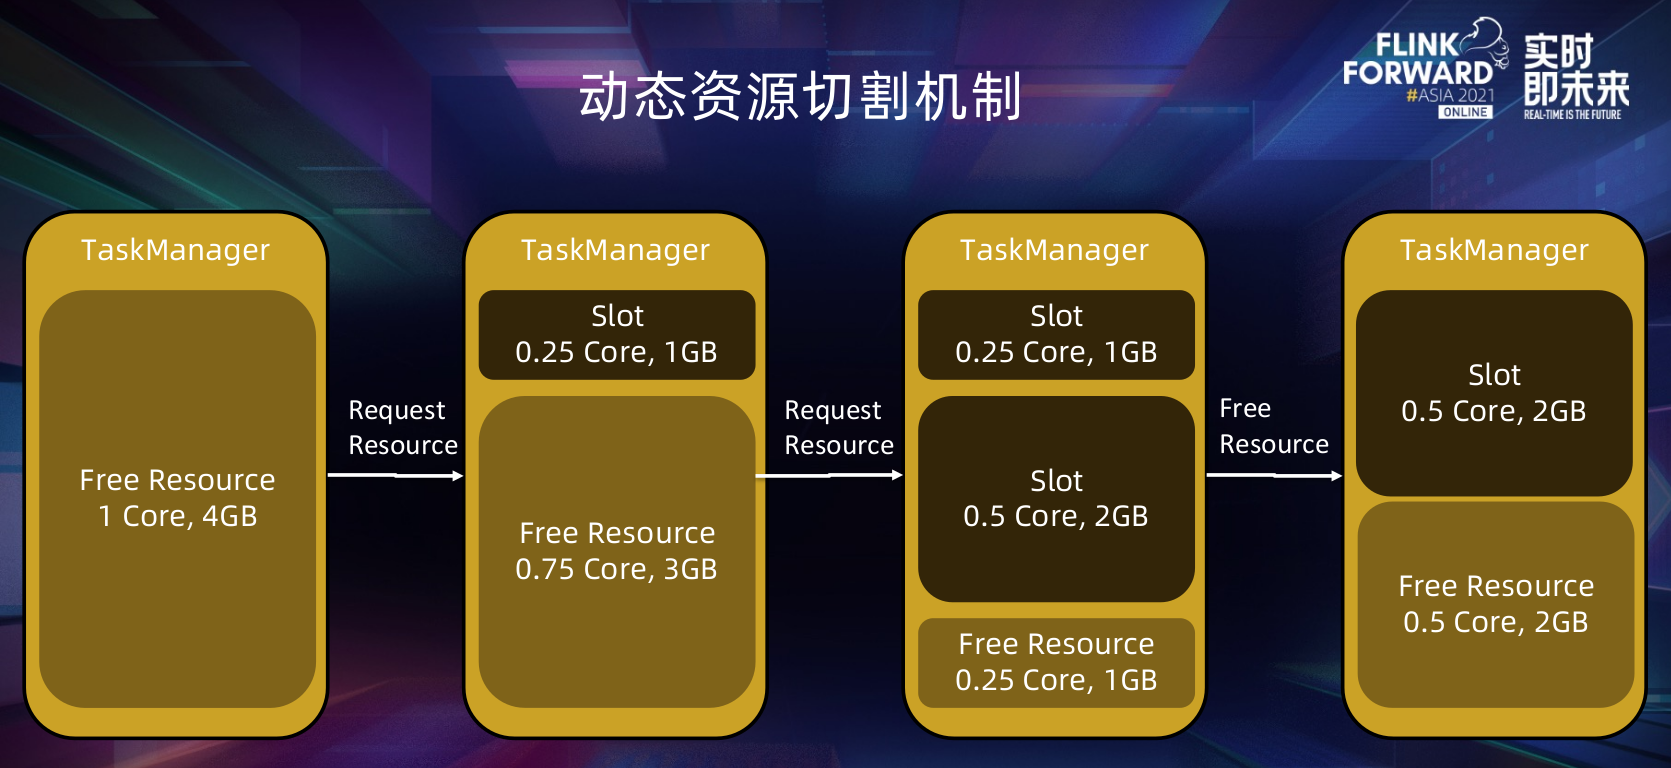 动态资源切割机制
FLINK
FORWARD
#ASIA 2021
ONLINE
实时
即未来
REAL-TIME IS THE FUTURE
TaskManager
Free Resource
1 Core, 4GB
Request
Resource
TaskManager
Slot
0.25 Core, 1GB
Free Resource
0.75 Core, 3GB
Request
Resource
TaskManager
Slot
0.25 Core, 1GB
Slot
0.5 Core, 2GB
Free Resource
0.25 Core, 1GB
Free
Resource
TaskManager
Slot
0.5 Core, 2GB
Free Resource
0.5 Core, 2GB